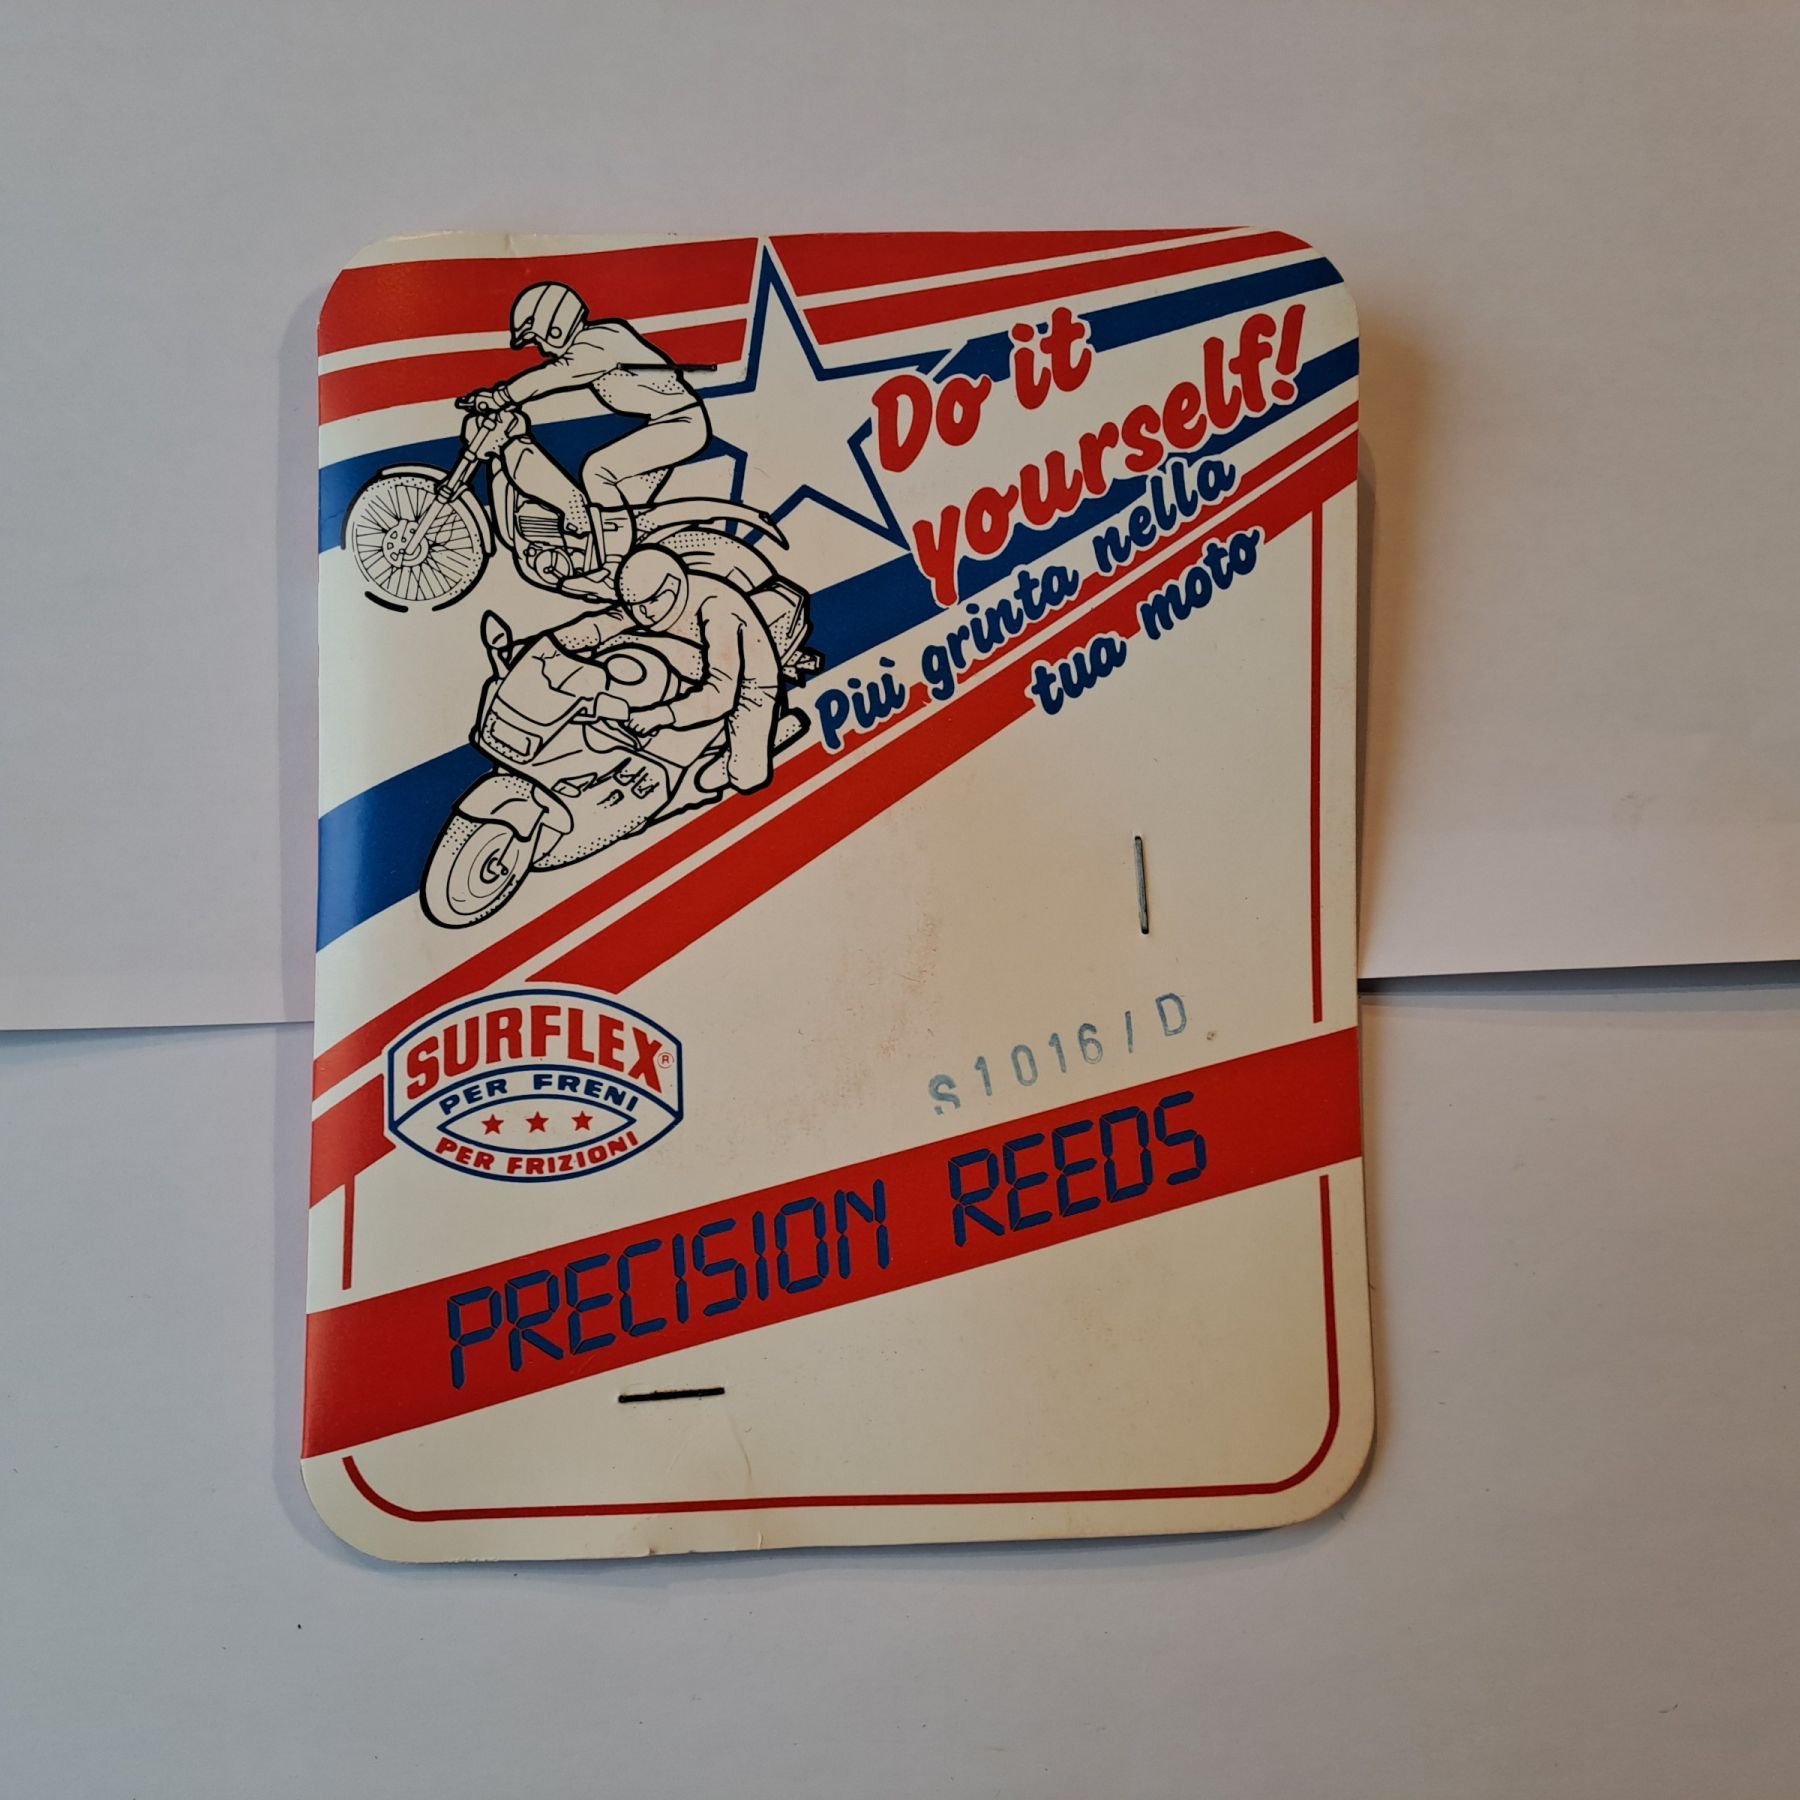 Do it
yourself!
Più grinta nella
tua moto
SURFLEX®
PER FRENI
PER FRIZIONI
S1016/D
PRECISION REEDS